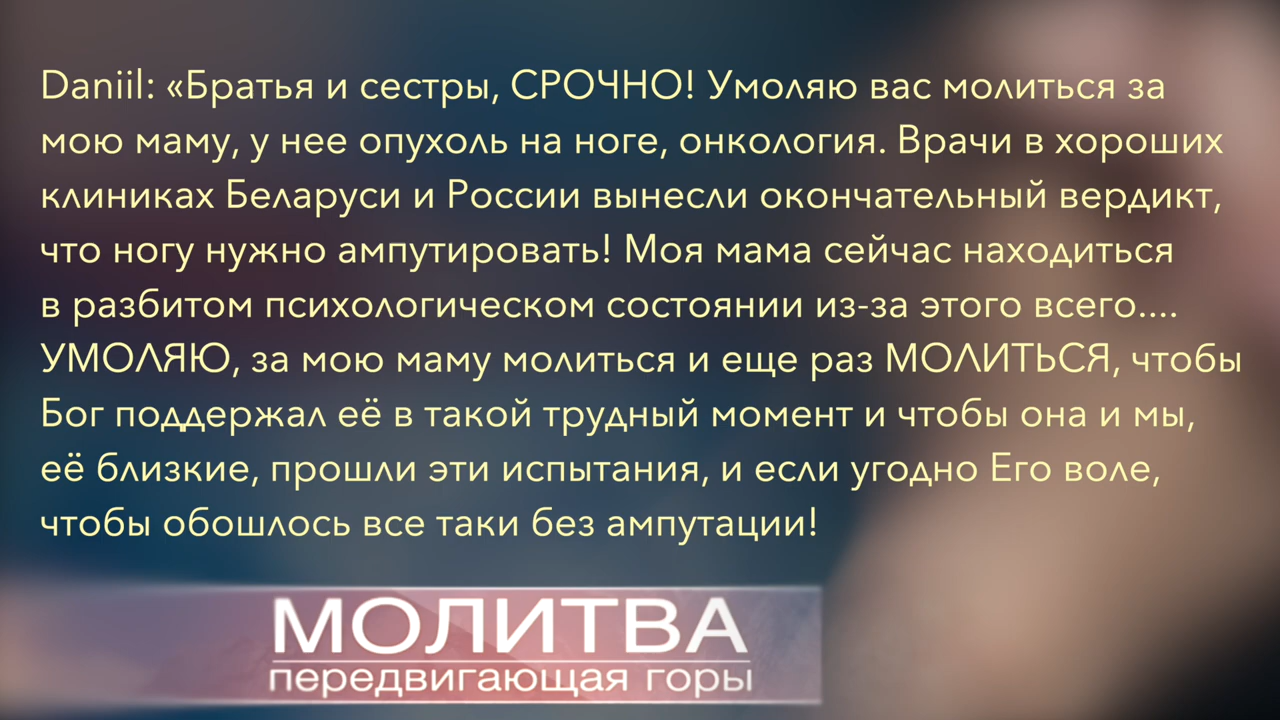 Daniil: «Братья и сестры, СРОЧНО! Умоляю вас молиться за
мою маму, у нее опухоль на ноге, онкология. Врачи в хороших
клиниках Беларуси и России вынесли окончательный вердикт,
что ногу нужно ампутировать! Моя мама сейчас находиться
в разбитом психологическом состоянии из-за этого всего....
УМОЛЯЮ, за мою маму молиться и еще раз МОЛИТЬСЯ, чтобы
Бог поддержал её в такой трудный момент и чтобы она и мы,
её близкие, прошли эти испытания, и если угодно Его воле,
чтобы обошлось все таки без ампутации!
МОЛИТВА
передвигающая горы